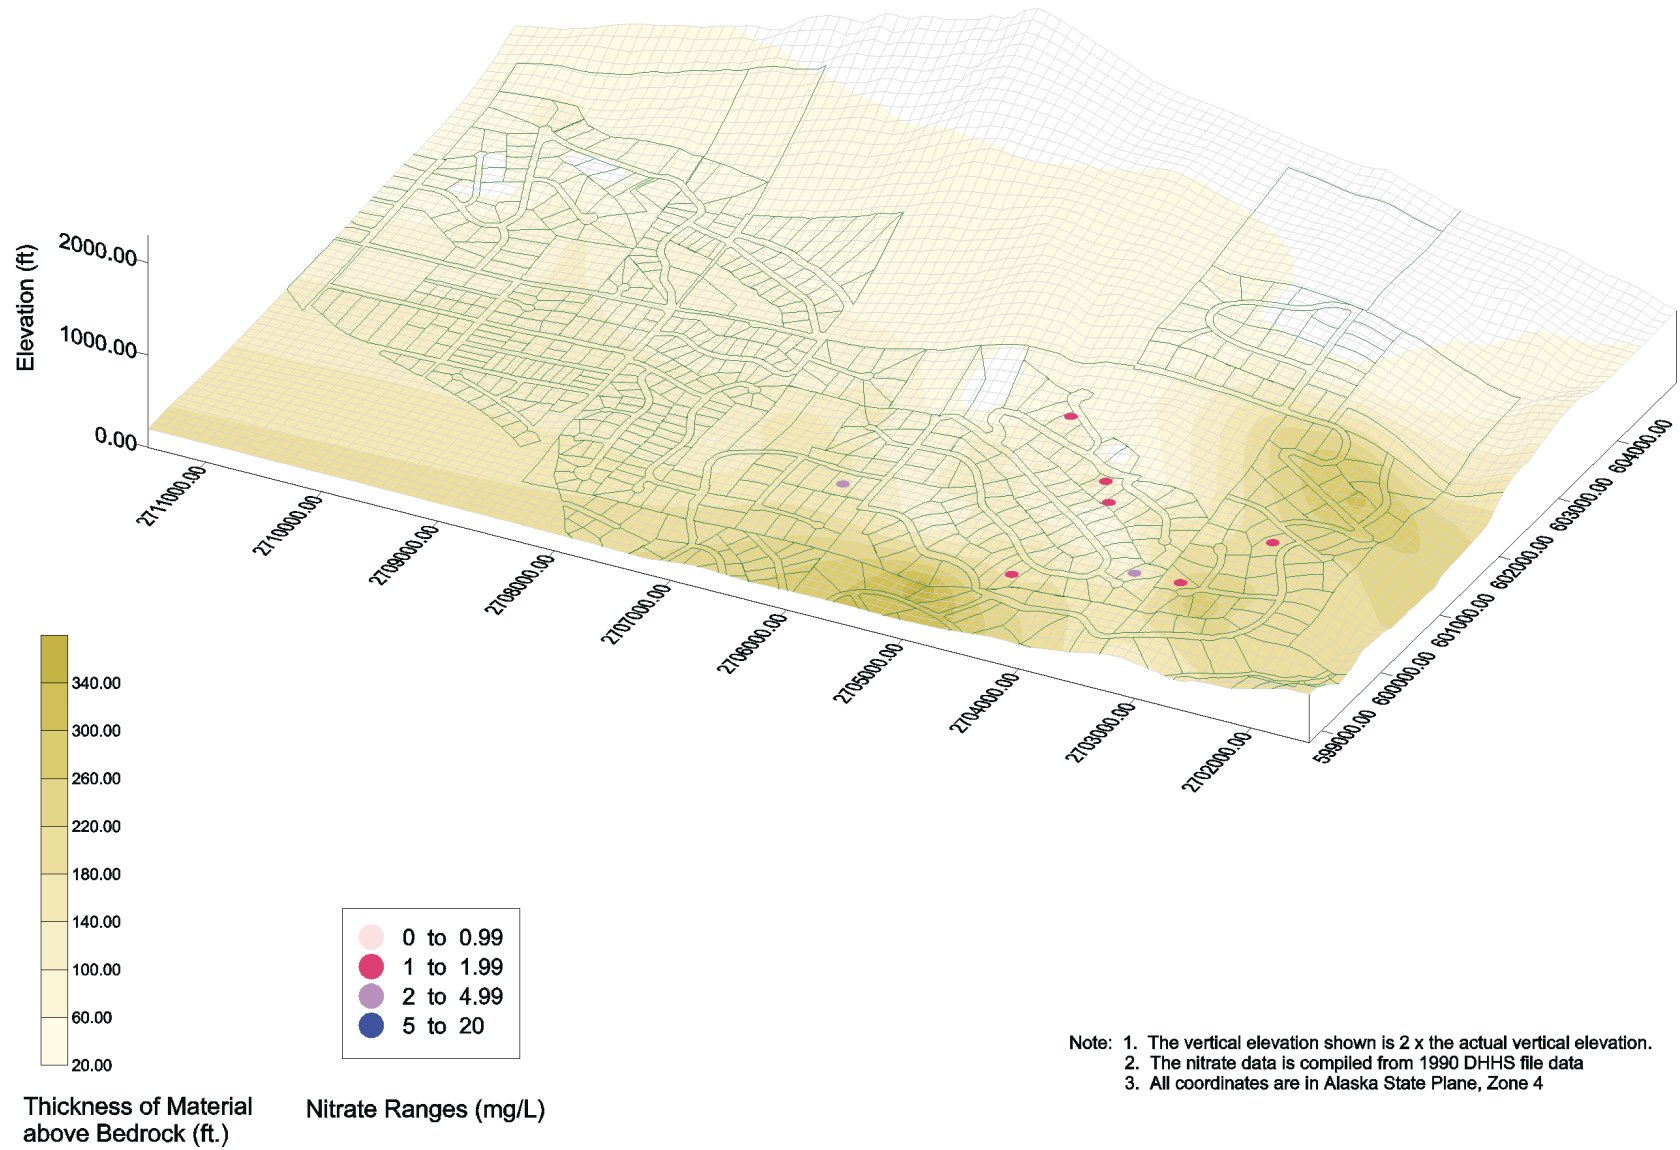 Elevation (ft)
2000.00
1000.00
0.00
2711000.00
2710000.00
2709000.00
2708000.00
2707000.00
2706000.00
2705000.00
2704000.00
2703000.00
2702000.00
599000.00
600000.00
601000.00
602000.00
603000.00
604000.00
340.00
300.00
260.00
220.00
180.00
140.00
100.00
60.00
20.00
Thickness of Material
above Bedrock (ft.)
0 to 0.99
1 to 1.99
2 to 4.99
5 to 20
Nitrate Ranges (mg/L)
Note: 1. The vertical elevation shown is 2 x the actual vertical elevation.
2. The nitrate data is compiled from 1990 DHHS file data
3. All coordinates are in Alaska State Plane, Zone 4